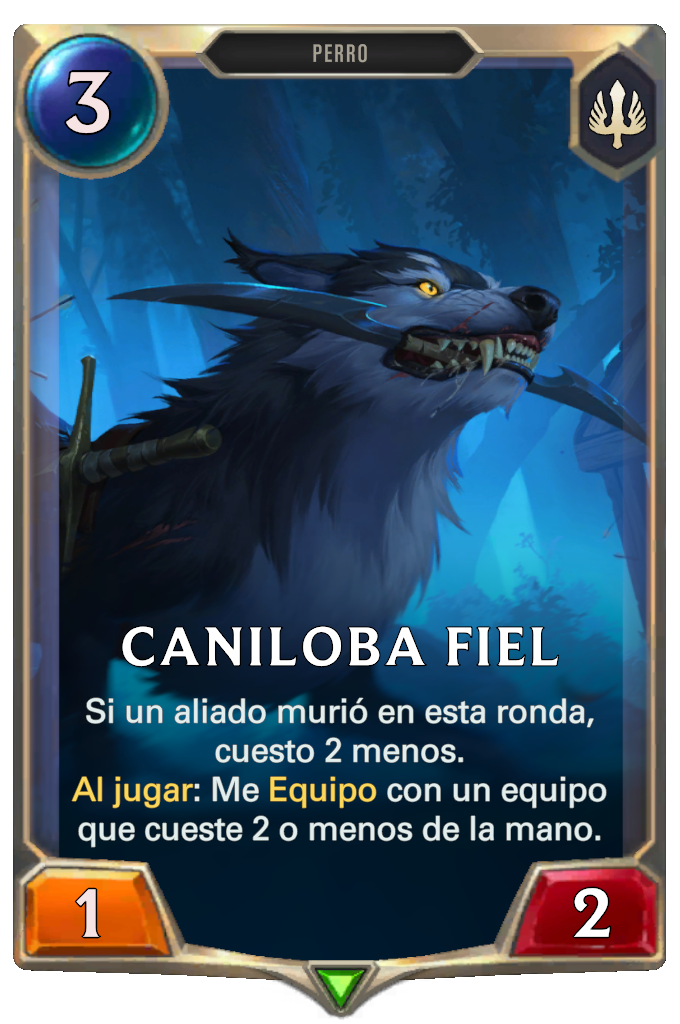 PERRO
3
CANILOBA FIEL
Si un aliado murió en esta ronda,
cuesto 2 menos.
Al jugar: Me Equipo con un equipo
que cueste 2 o menos de la mano.
1
2